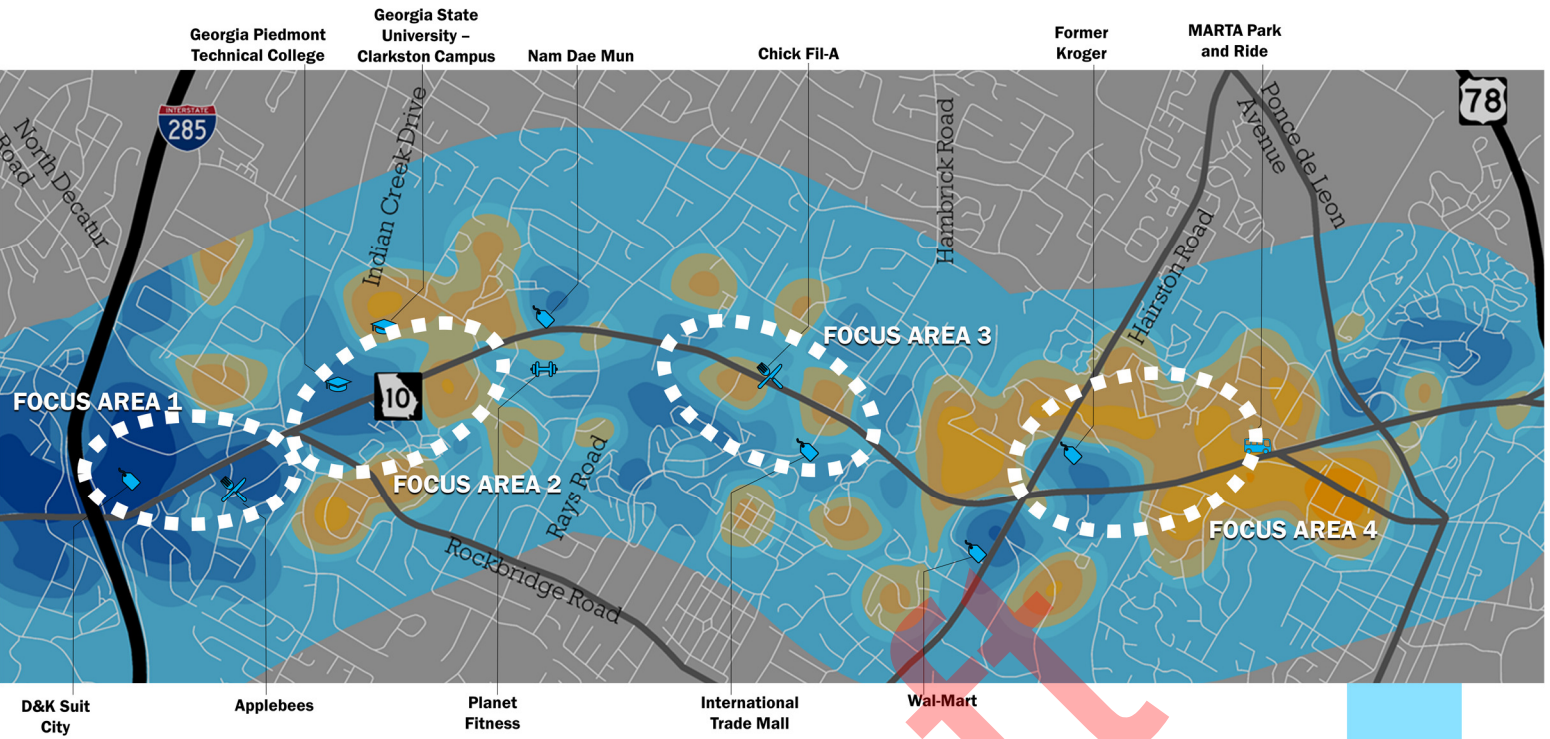 Georgia Piedmont
Technical College
Georgia State
University –
Clarkston Campus
Nam Dae Mun
Chick Fil-A
Former
Kroger
MARTA Park
and Ride
North Decatur
Road
INTERSTATE
285
Indian Creek Drive
Hambrick Road
Hairston Road
Ponce de Leon
Avenue
78
FOCUS AREA 1
10
FOCUS AREA 2
FOCUS AREA 3
FOCUS AREA 4
Rays Road
Rockbridge Road
D&K Suit
City
Applebees
Planet
Fitness
International
Trade Mall
Wal-Mart